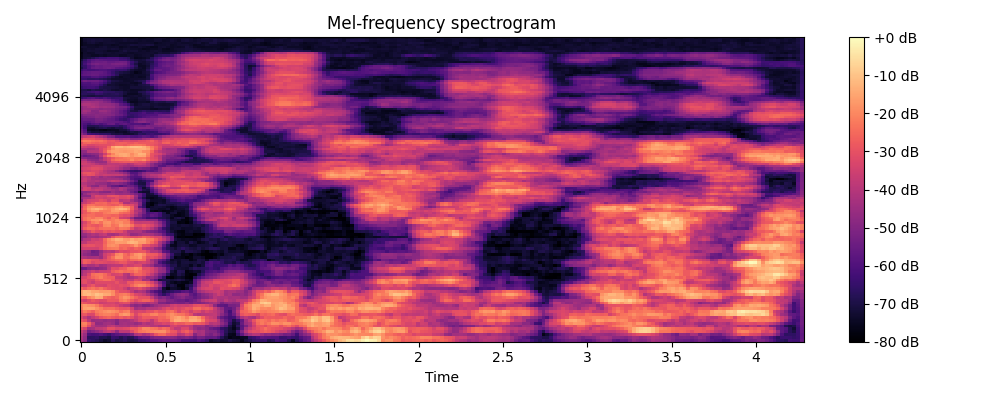 Mel-frequency spectrogram
Hz
4096
2048
1024
512
0
0 0.5 1 1.5 2 2.5 3 3.5 4
Time
+0 dB
-10 dB
-20 dB
-30 dB
-40 dB
-50 dB
-60 dB
-70 dB
-80 dB